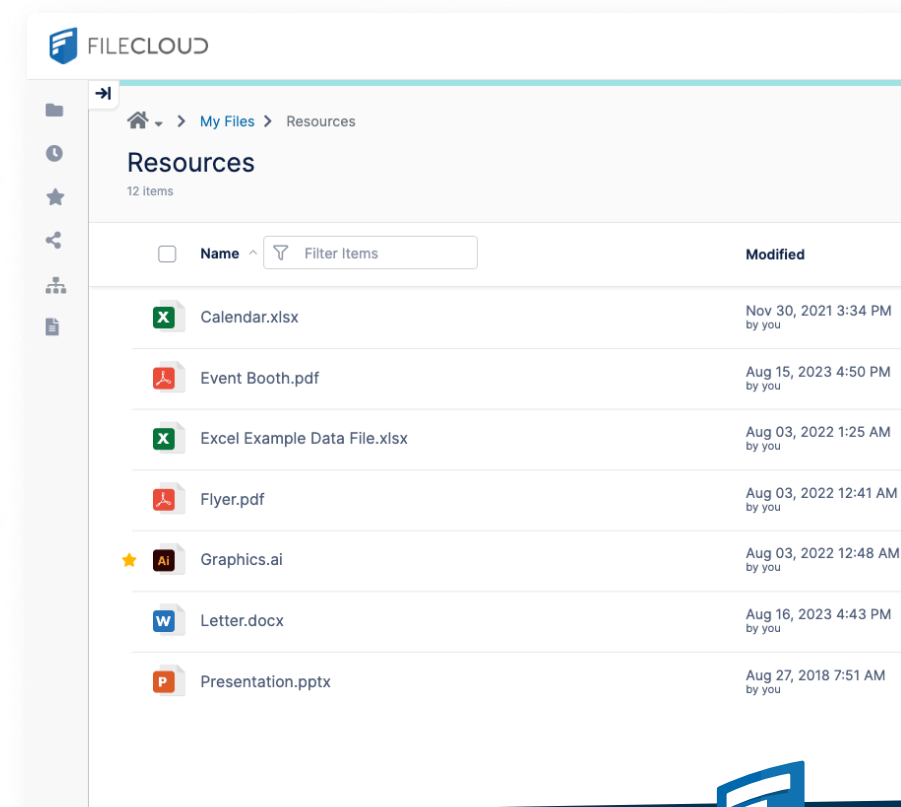 FILECLOUD
My Files Resources
Resources
12 items
Name Filter Items Modified
X Calendar.xlsx Nov 30, 2021 3:34 PM
by you
Event Booth.pdf Aug 15, 2023 4:50 PM
by you
X Excel Example Data File.xlsx Aug 03, 2022 1:25 AM
by you
Flyer.pdf Aug 03, 2022 12:41 AM
by you
Ai Graphics.ai Aug 03, 2022 12:48 AM
by you
W Letter.docx Aug 16, 2023 4:43 PM
by you
P Presentation.pptx Aug 27, 2018 7:51 AM
by you